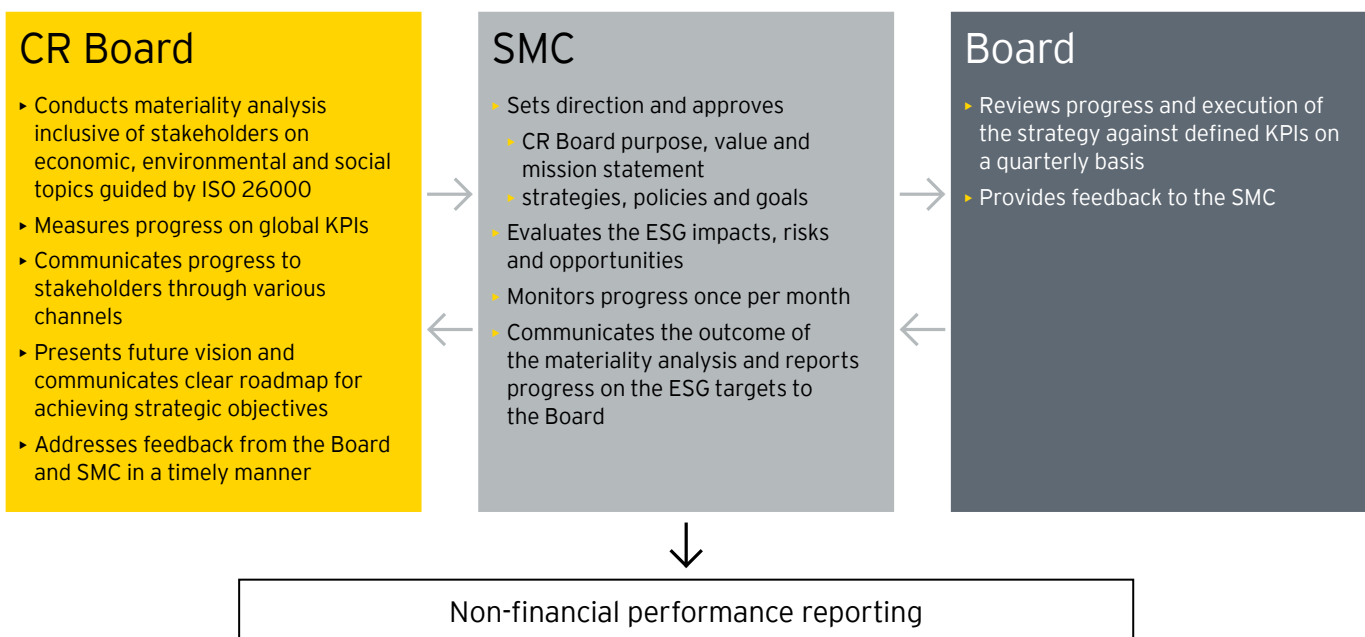 CR Board
▸ Conducts materiality analysis
inclusive of stakeholders on
economic, environmental and social
topics guided by ISO 26000
▸ Measures progress on global KPIs
▸ Communicates progress to
stakeholders through various
channels
▸ Presents future vision and
communicates clear roadmap for
achieving strategic objectives
▸ Addresses feedback from the Board
and SMC in a timely manner
SMC
▸ Sets direction and approves
▸ CR Board purpose, value and
mission statement
▸ strategies, policies and goals
▸ Evaluates the ESG impacts, risks
and opportunities
▸ Monitors progress once per month
▸ Communicates the outcome of
the materiality analysis and reports
progress on the ESG targets to
the Board
Board
▸ Reviews progress and execution of
the strategy against defined KPIs on
a quarterly basis
▸ Provides feedback to the SMC
Non-financial performance reporting